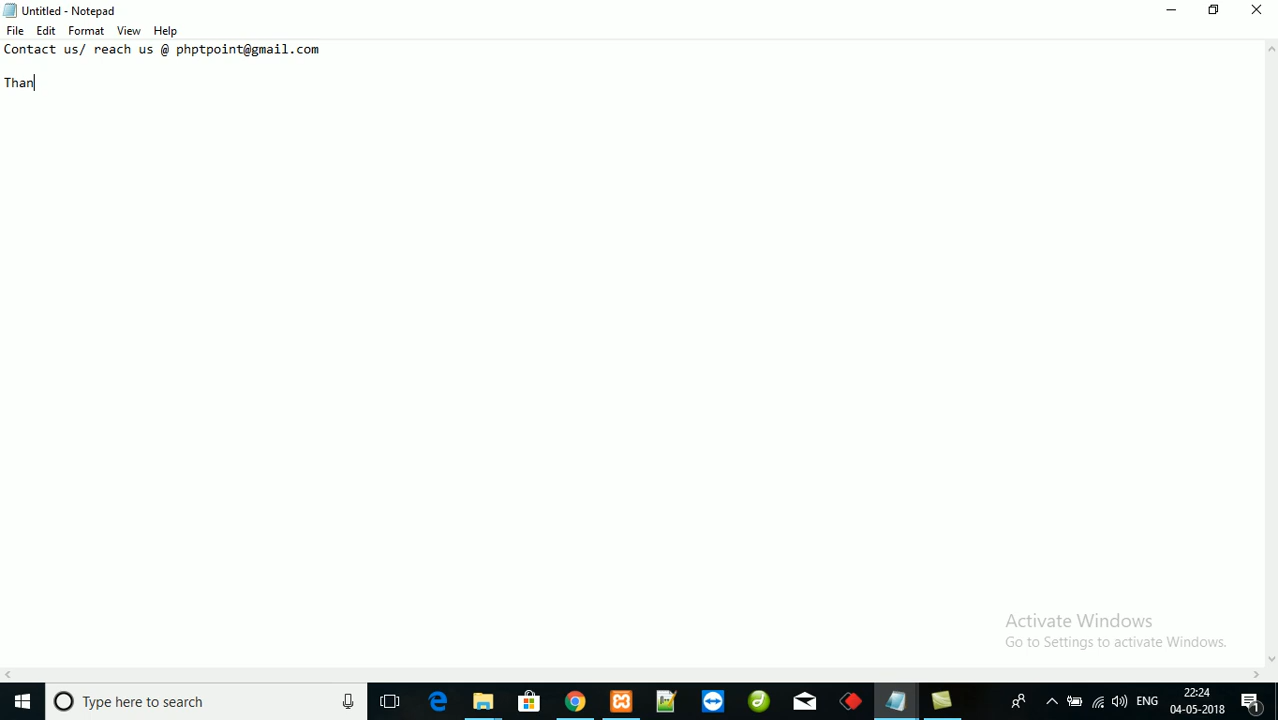 Untitled - Notepad
File Edit Format View Help
Contact us/ reach us @ phptpoint@gmail.com
Than
Activate Windows
Go to Settings to activate Windows.
Type here to search
ENG
22:24
04-05-2018
1